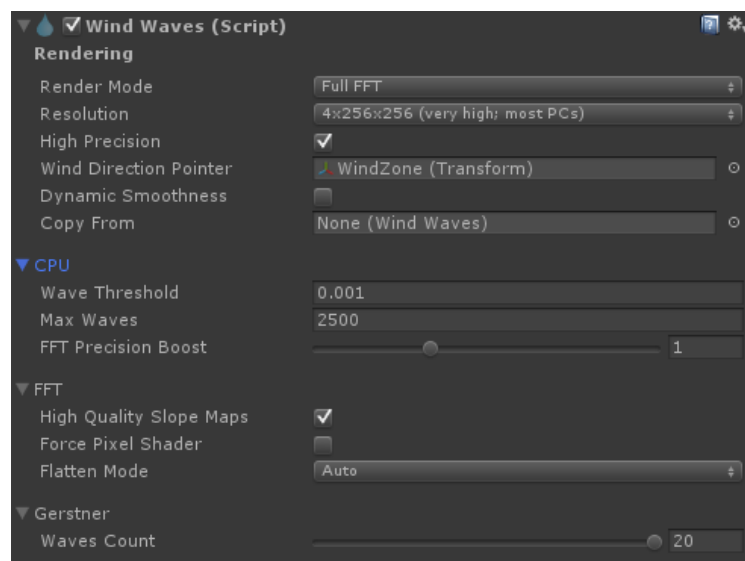 Wind Waves (Script)
Rendering
Render Mode Full FFT
Resolution 4x256x256 (very high; most PCs)
High Precision
Wind Direction Pointer WindZone (Transform)
Dynamic Smoothness
Copy From None (Wind Waves)
CPU
Wave Threshold 0.001
Max Waves 2500
FFT Precision Boost 1
FFT
High Quality Slope Maps
Force Pixel Shader
Flatten Mode Auto
Gerstner
Waves Count 20